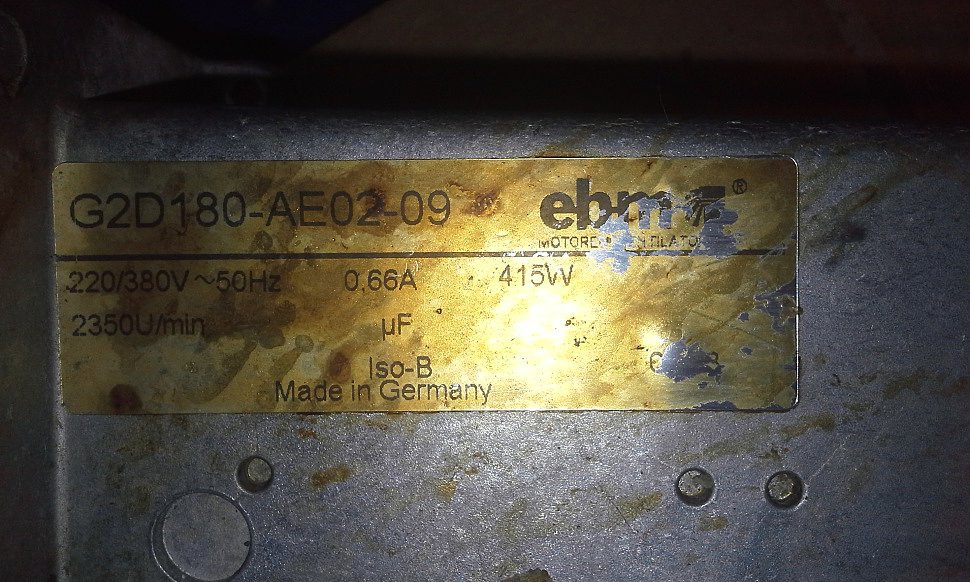 G2D180-AE02-09 ebm ®
220/380V ~50Hz 0,66A 415W
2350U/min µF
Iso-B
Made in Germany